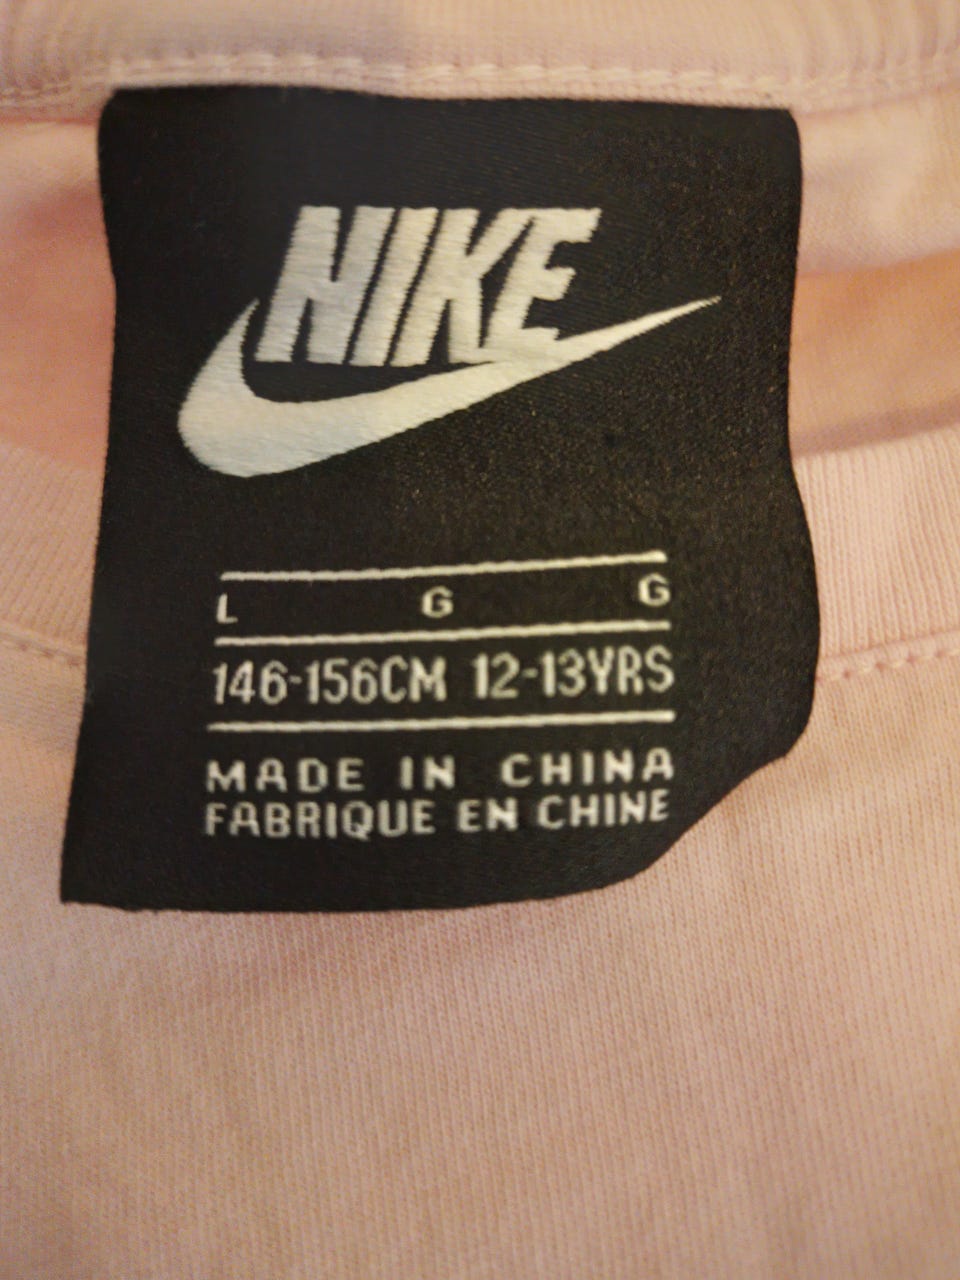 NIKE
L G G
146-156CM 12-13YRS
MADE IN CHINA
FABRIQUE EN CHINE